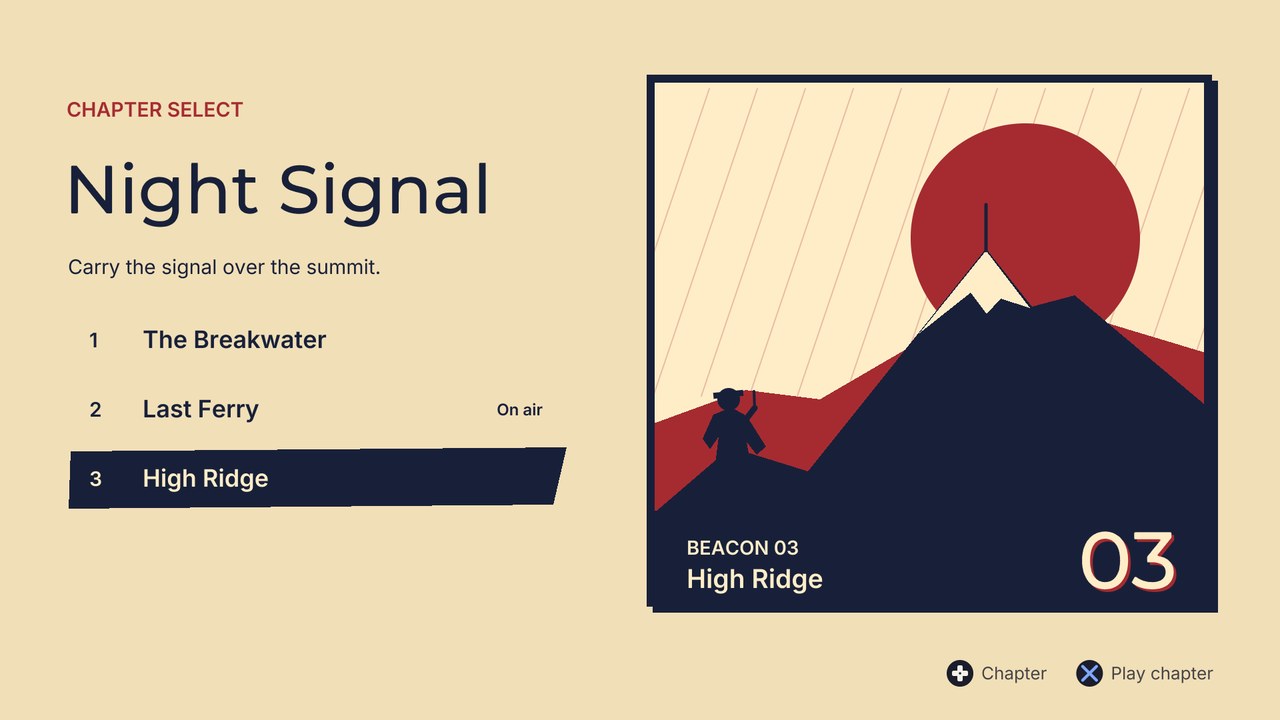 CHAPTER SELECT
Night Signal
Carry the signal over the summit.
1 The Breakwater
2 Last Ferry On air
3 High Ridge
BEACON 03
High Ridge
03
Chapter Play chapter